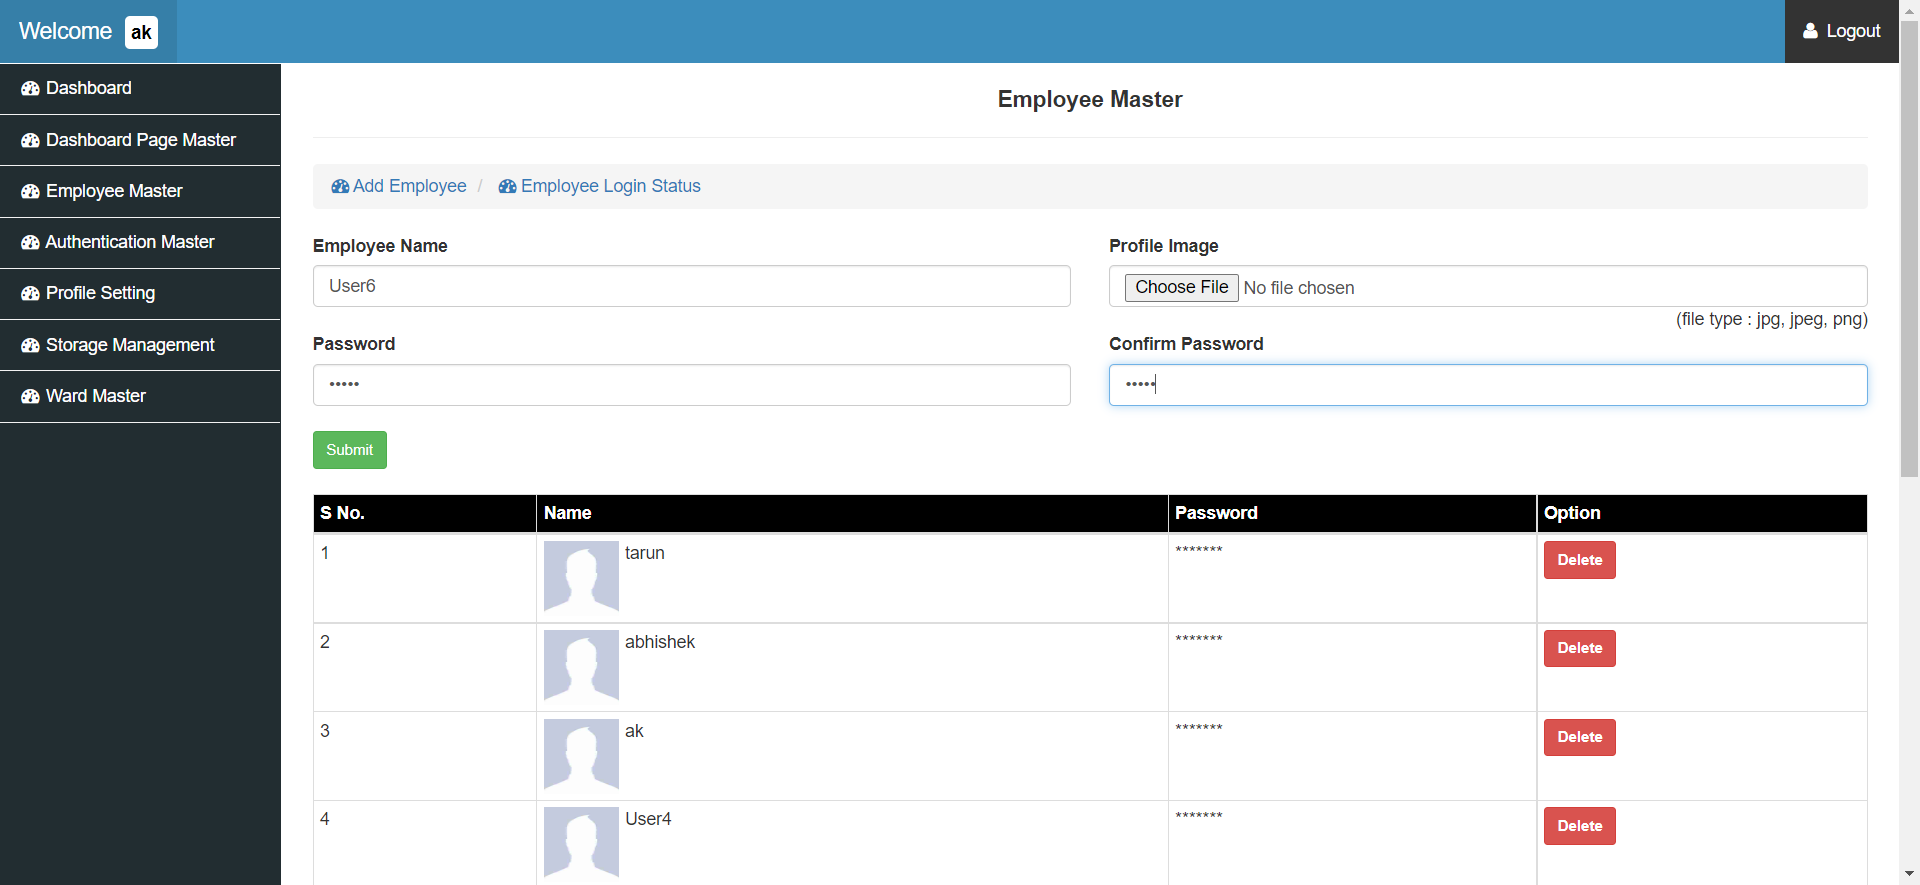 Welcome ak
Logout
Dashboard
Dashboard Page Master
Employee Master
Authentication Master
Profile Setting
Storage Management
Ward Master
Employee Master
Add Employee / Employee Login Status
Employee Name
Profile Image
User6
Choose File No file chosen
(file type : jpg, jpeg, png)
Password
Confirm Password
•••••
•••••
Submit
S No. Name Password Option
1 tarun ******* Delete
2 abhishek ******* Delete
3 ak ******* Delete
4 User4 ******* Delete